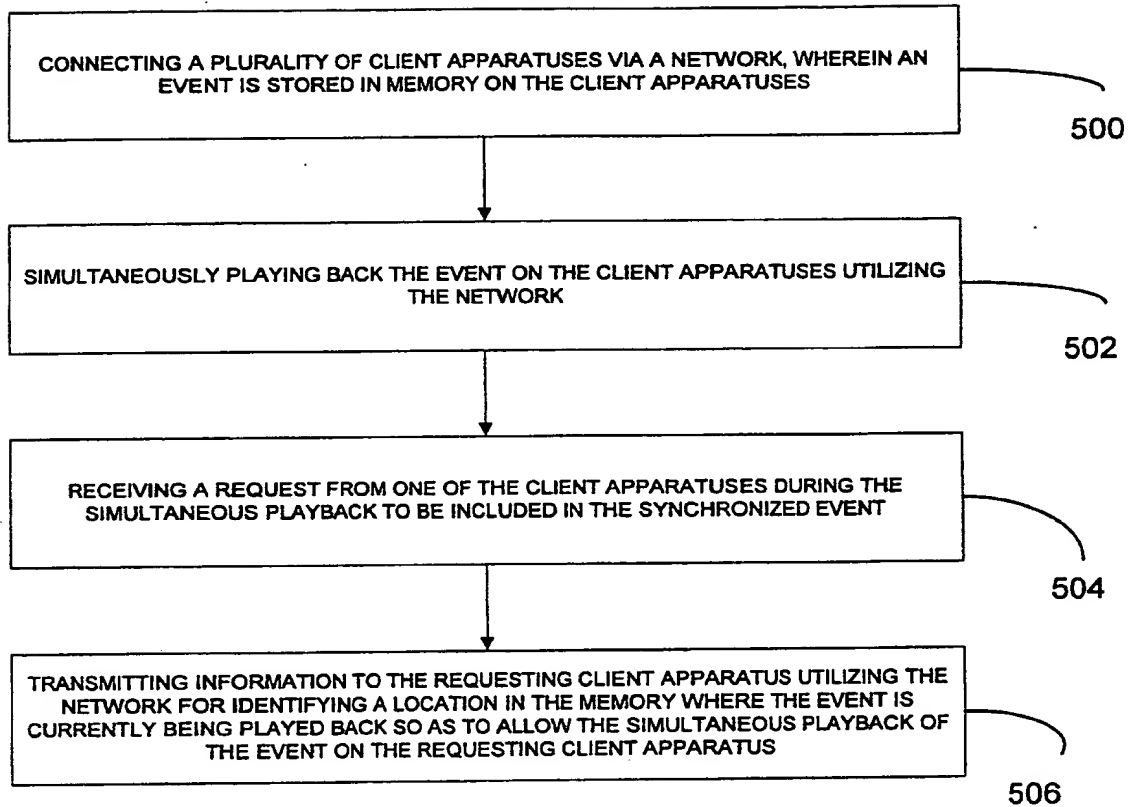 CONNECTING A PLURALITY OF CLIENT APPARATUSES VIA A NETWORK, WHEREIN AN
EVENT IS STORED IN MEMORY ON THE CLIENT APPARATUSES
500
SIMULTANEOUSLY PLAYING BACK THE EVENT ON THE CLIENT APPARATUSES UTILIZING
THE NETWORK
502
RECEIVING A REQUEST FROM ONE OF THE CLIENT APPARATUSES DURING THE
SIMULTANEOUS PLAYBACK TO BE INCLUDED IN THE SYNCHRONIZED EVENT
504
TRANSMITTING INFORMATION TO THE REQUESTING CLIENT APPARATUS UTILIZING THE
NETWORK FOR IDENTIFYING A LOCATION IN THE MEMORY WHERE THE EVENT IS
CURRENTLY BEING PLAYED BACK SO AS TO ALLOW THE SIMULTANEOUS PLAYBACK OF
THE EVENT ON THE REQUESTING CLIENT APPARATUS
506